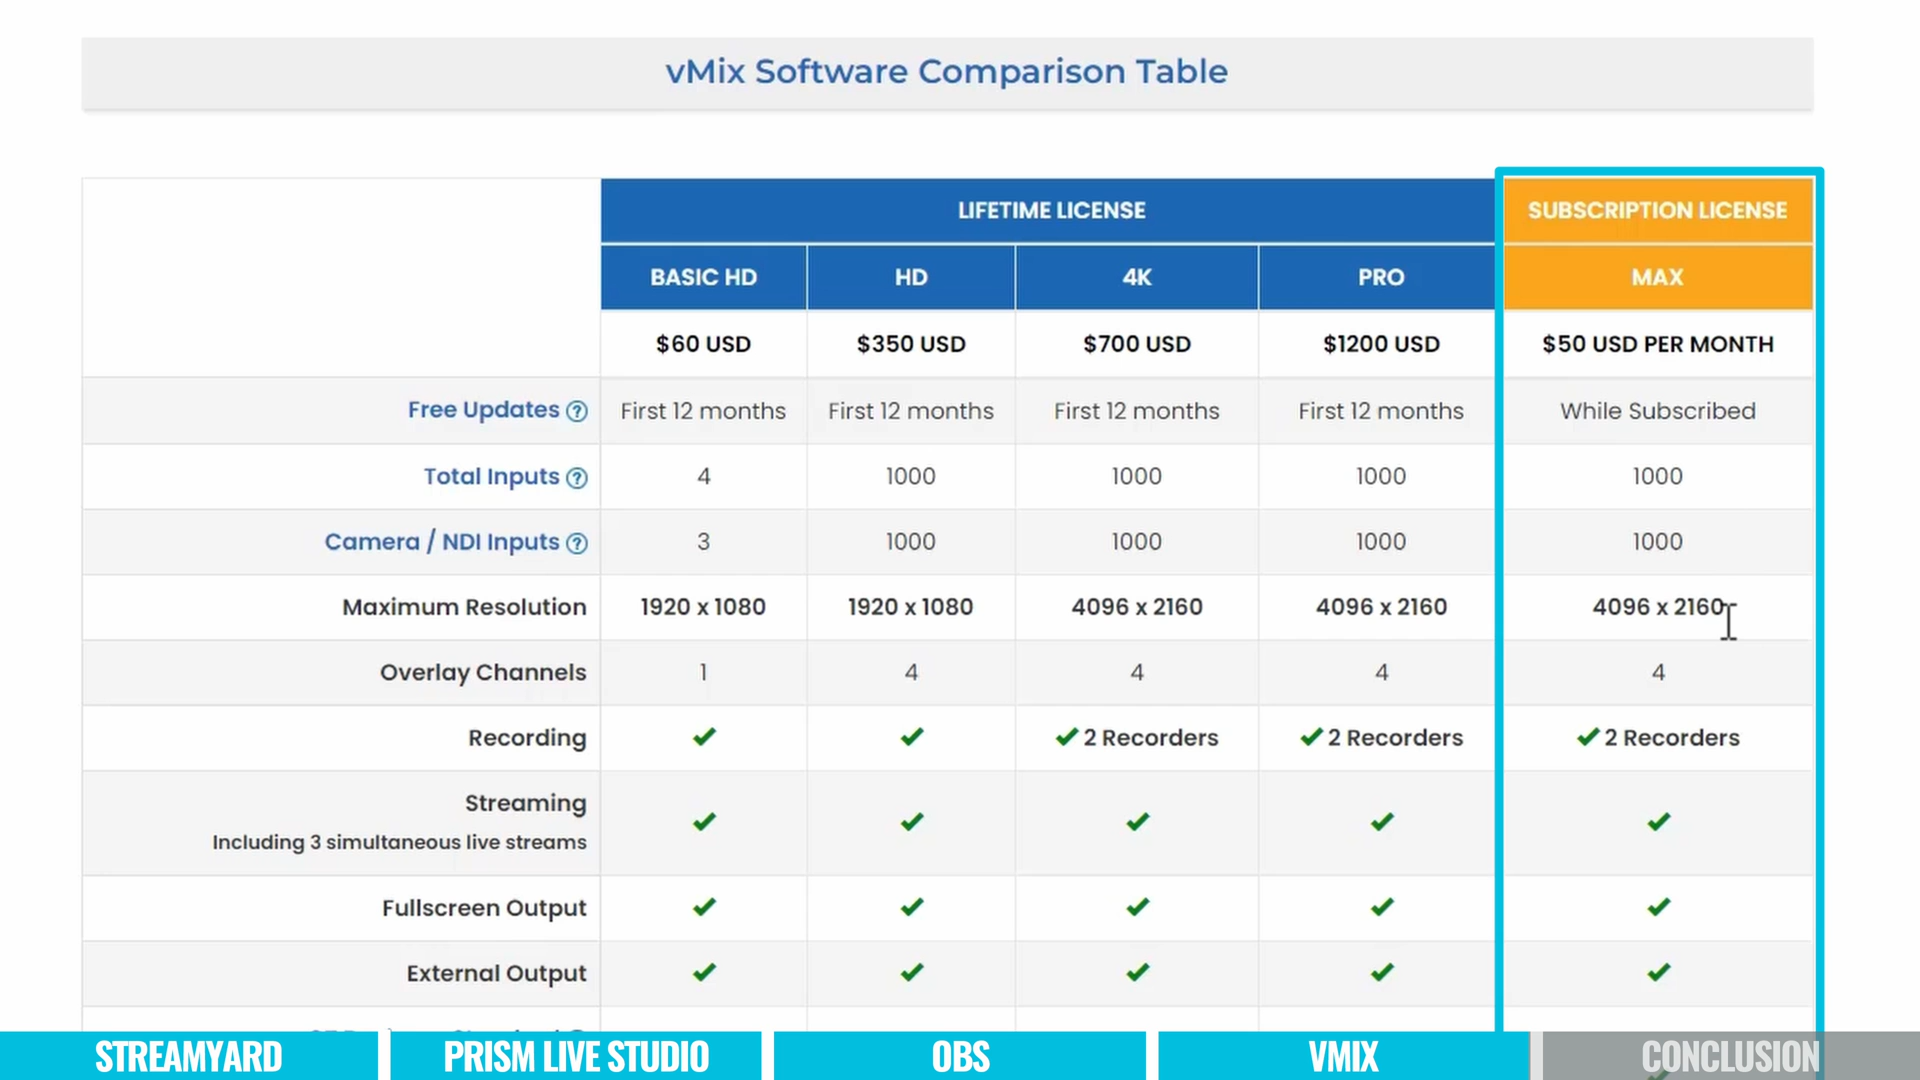 vMix Software Comparison Table
LIFETIME LICENSE SUBSCRIPTION LICENSE
BASIC HD HD 4K PRO MAX
$60 USD $350 USD $700 USD $1200 USD $50 USD PER MONTH
Free Updates ? First 12 months First 12 months First 12 months First 12 months While Subscribed
Total Inputs ? 4 1000 1000 1000 1000
Camera / NDI Inputs ? 3 1000 1000 1000 1000
Maximum Resolution 1920 x 1080 1920 x 1080 4096 x 2160 4096 x 2160 4096 x 2160
Overlay Channels 1 4 4 4 4
Recording ✔ ✔ ✔ 2 Recorders ✔ 2 Recorders ✔ 2 Recorders
Streaming
Including 3 simultaneous live streams ✔ ✔ ✔ ✔ ✔
Fullscreen Output ✔ ✔ ✔ ✔ ✔
External Output ✔ ✔ ✔ ✔ ✔
STREAMYARD PRISM LIVE STUDIO OBS VMIX CONCLUSION